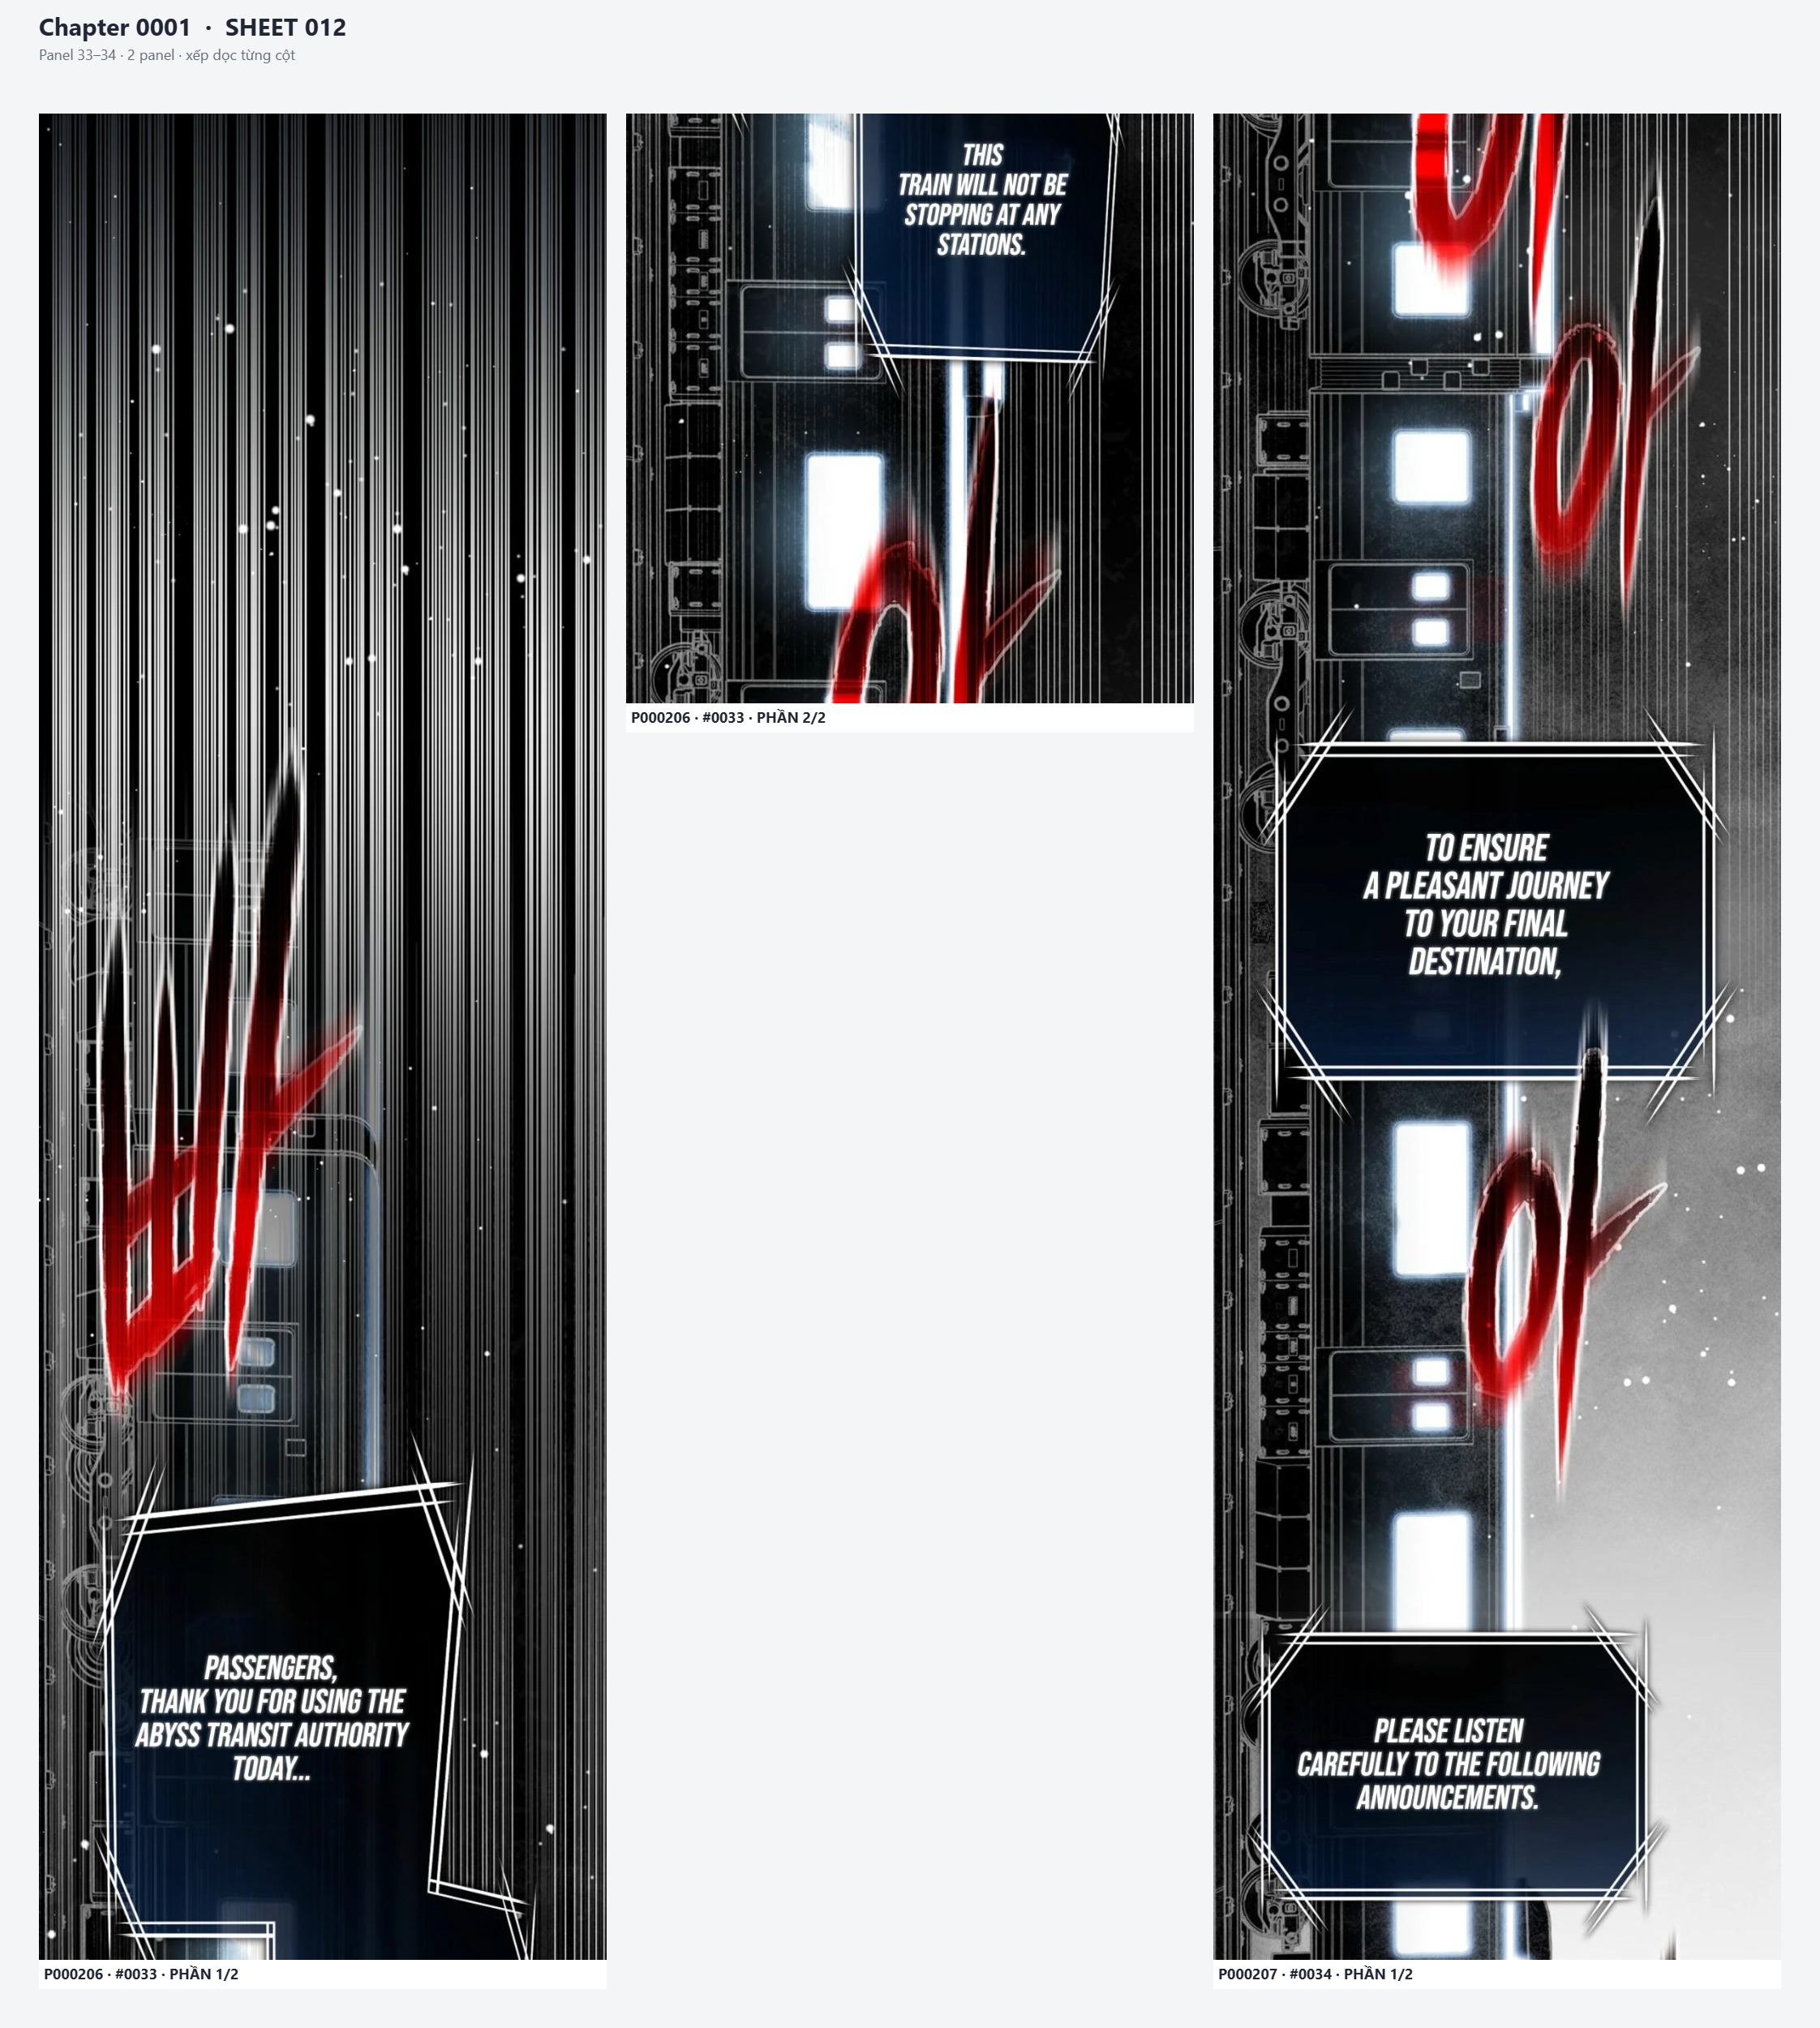 Chapter 0001 · SHEET 012
Panel 33–34 · 2 panel · xếp dọc từng cột
PASSENGERS,
THANK YOU FOR USING THE
ABYSS TRANSIT AUTHORITY
TODAY...
P000206 · #0033 · PHẦN 1/2
THIS
TRAIN WILL NOT BE
STOPPING AT ANY
STATIONS.
P000206 · #0033 · PHẦN 2/2
TO ENSURE
A PLEASANT JOURNEY
TO YOUR FINAL
DESTINATION,
PLEASE LISTEN
CAREFULLY TO THE FOLLOWING
ANNOUNCEMENTS.
P000207 · #0034 · PHẦN 1/2